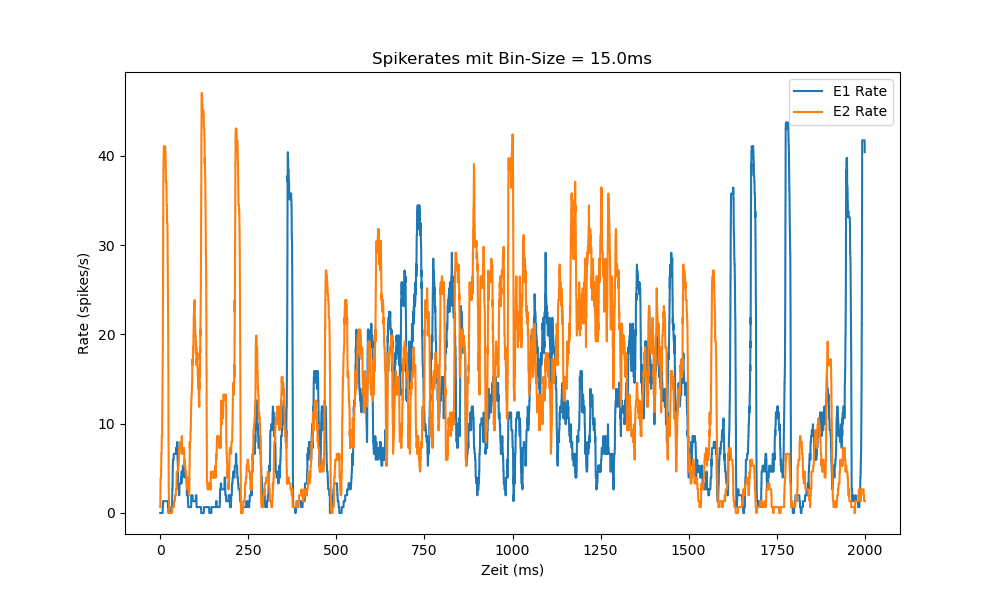 Spikerates mit Bin-Size = 15.0ms
E1 Rate
E2 Rate
Rate (spikes/s)
40
30
20
10
0
0 250 500 750 1000 1250 1500 1750 2000
Zeit (ms)